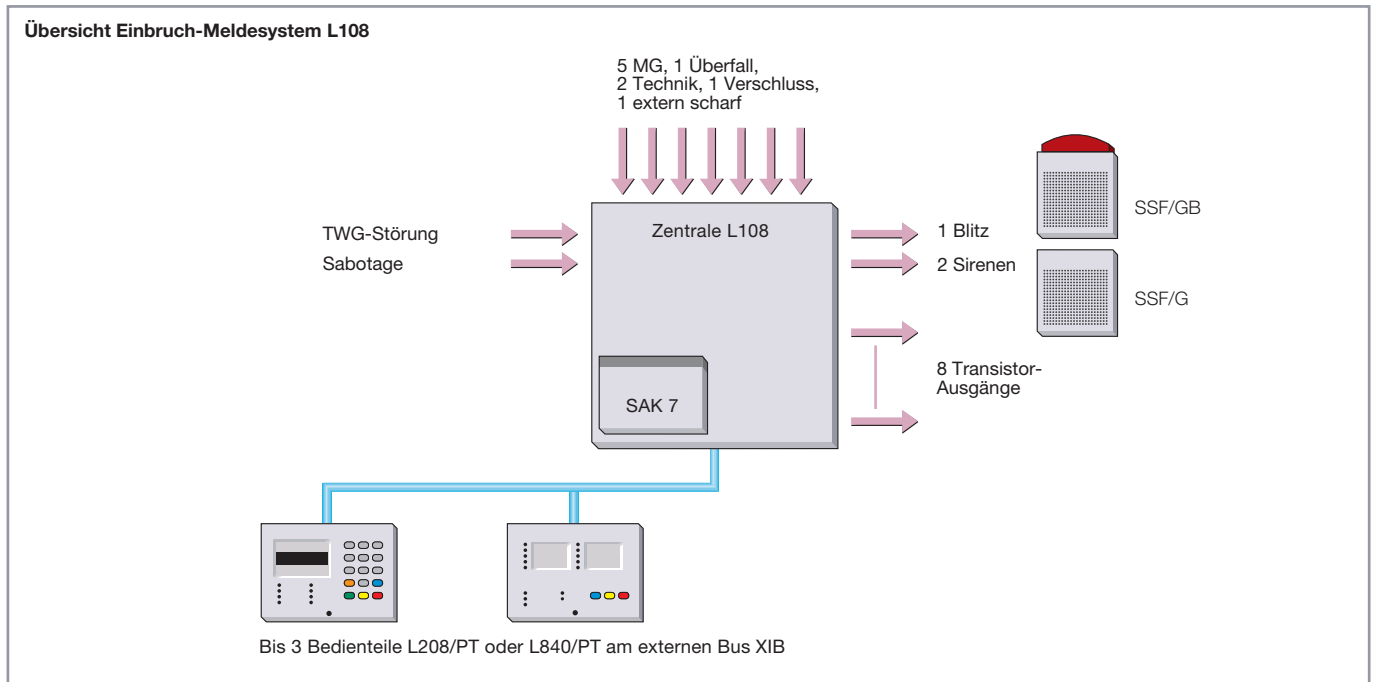 Übersicht Einbruch-Meldesystem L108
5 MG, 1 Überfall,
2 Technik, 1 Verschluss,
1 extern scharf
TWG-Störung
Sabotage
Zentrale L108
SAK 7
1 Blitz
2 Sirenen
8 Transistor-
Ausgänge
SSF/GB
SSF/G
Bis 3 Bedienteile L208/PT oder L840/PT am externen Bus XIB